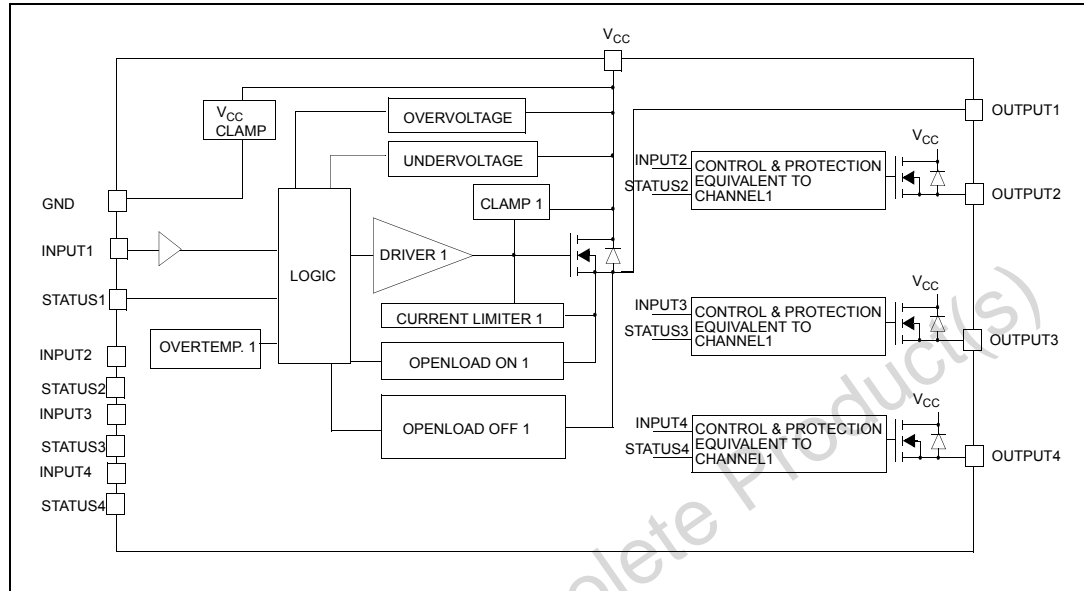 VCC
VCC
CLAMP
OVERVOLTAGE
UNDERVOLTAGE
CLAMP 1
GND
INPUT1
STATUS1
INPUT2
STATUS2
INPUT3
STATUS3
INPUT4
STATUS4
LOGIC
DRIVER 1
OVERTEMP. 1
CURRENT LIMITER 1
OPENLOAD ON 1
OPENLOAD OFF 1
OUTPUT1
VCC
INPUT2
STATUS2
CONTROL & PROTECTION
EQUIVALENT TO
CHANNEL1
OUTPUT2
VCC
INPUT3
STATUS3
CONTROL & PROTECTION
EQUIVALENT TO
CHANNEL1
OUTPUT3
VCC
INPUT4
STATUS4
CONTROL & PROTECTION
EQUIVALENT TO
CHANNEL1
OUTPUT4
olete Product(s)